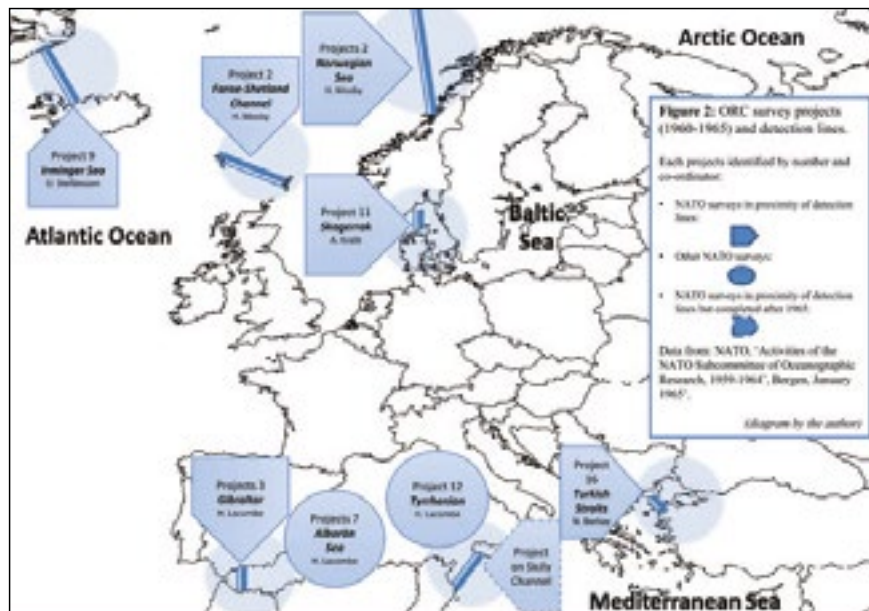 Arctic Ocean
Projects 2
Norwegian
Sea
Project 2
Faroe-Shetland
Channel
Project 9
Irminger Sea
Project 11
Skagerrak
Baltic
Sea
Atlantic Ocean
Figure 2: ORC survey projects
(1960-1965) and detection lines.
Each projects identified by number and
co-ordinator:
• NATO surveys in proximity of detection
lines:
• Other NATO surveys:
• NATO surveys in proximity of detection
lines but completed after 1965:
Data from: NATO, "Activities of the
NATO Subcommittee of Oceanographic
Research, 1959-1964", Bergen, January
1965'.
(diagram by the author)
Projects 3
Gibraltar
H. Lacombe
Projects 7
Alboran
Sea
H. Lacombe
Project 12
Tyrrhenian
H. Lacombe
Project
on Sicily
Channel
Project
16
Turkish
Straits
Mediterranean Sea